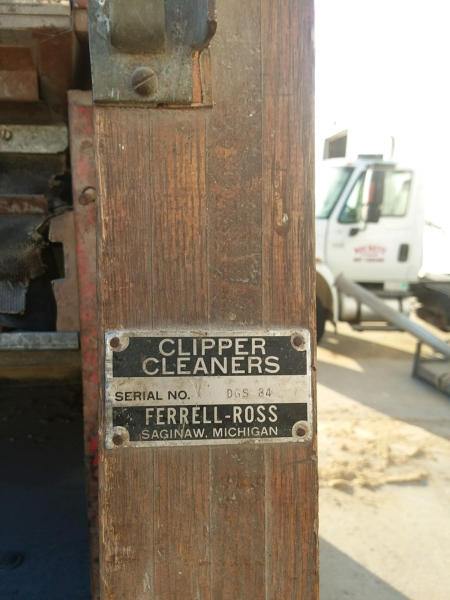 CLIPPER
CLEANERS
SERIAL NO. DGS 84
FERRELL-ROSS
SAGINAW, MICHIGAN